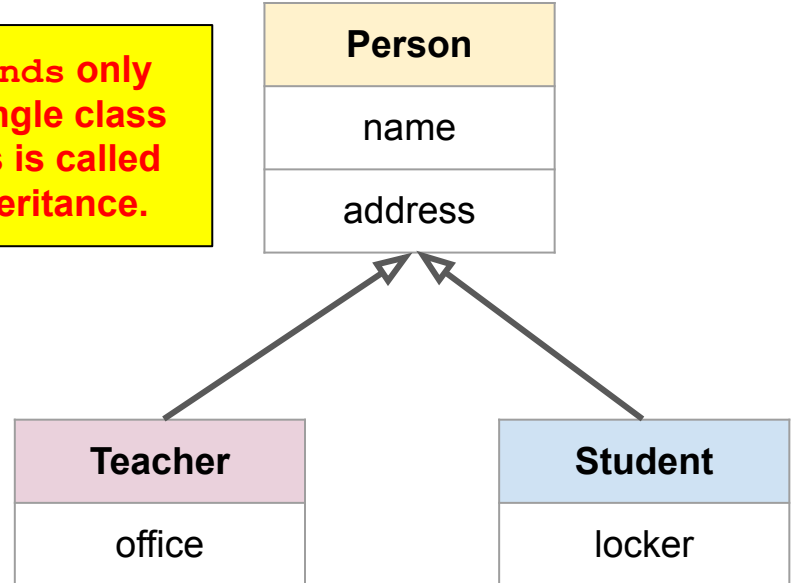 nds only
ngle class
s is called
eritance.
Person
name
address
Teacher
office
Student
locker